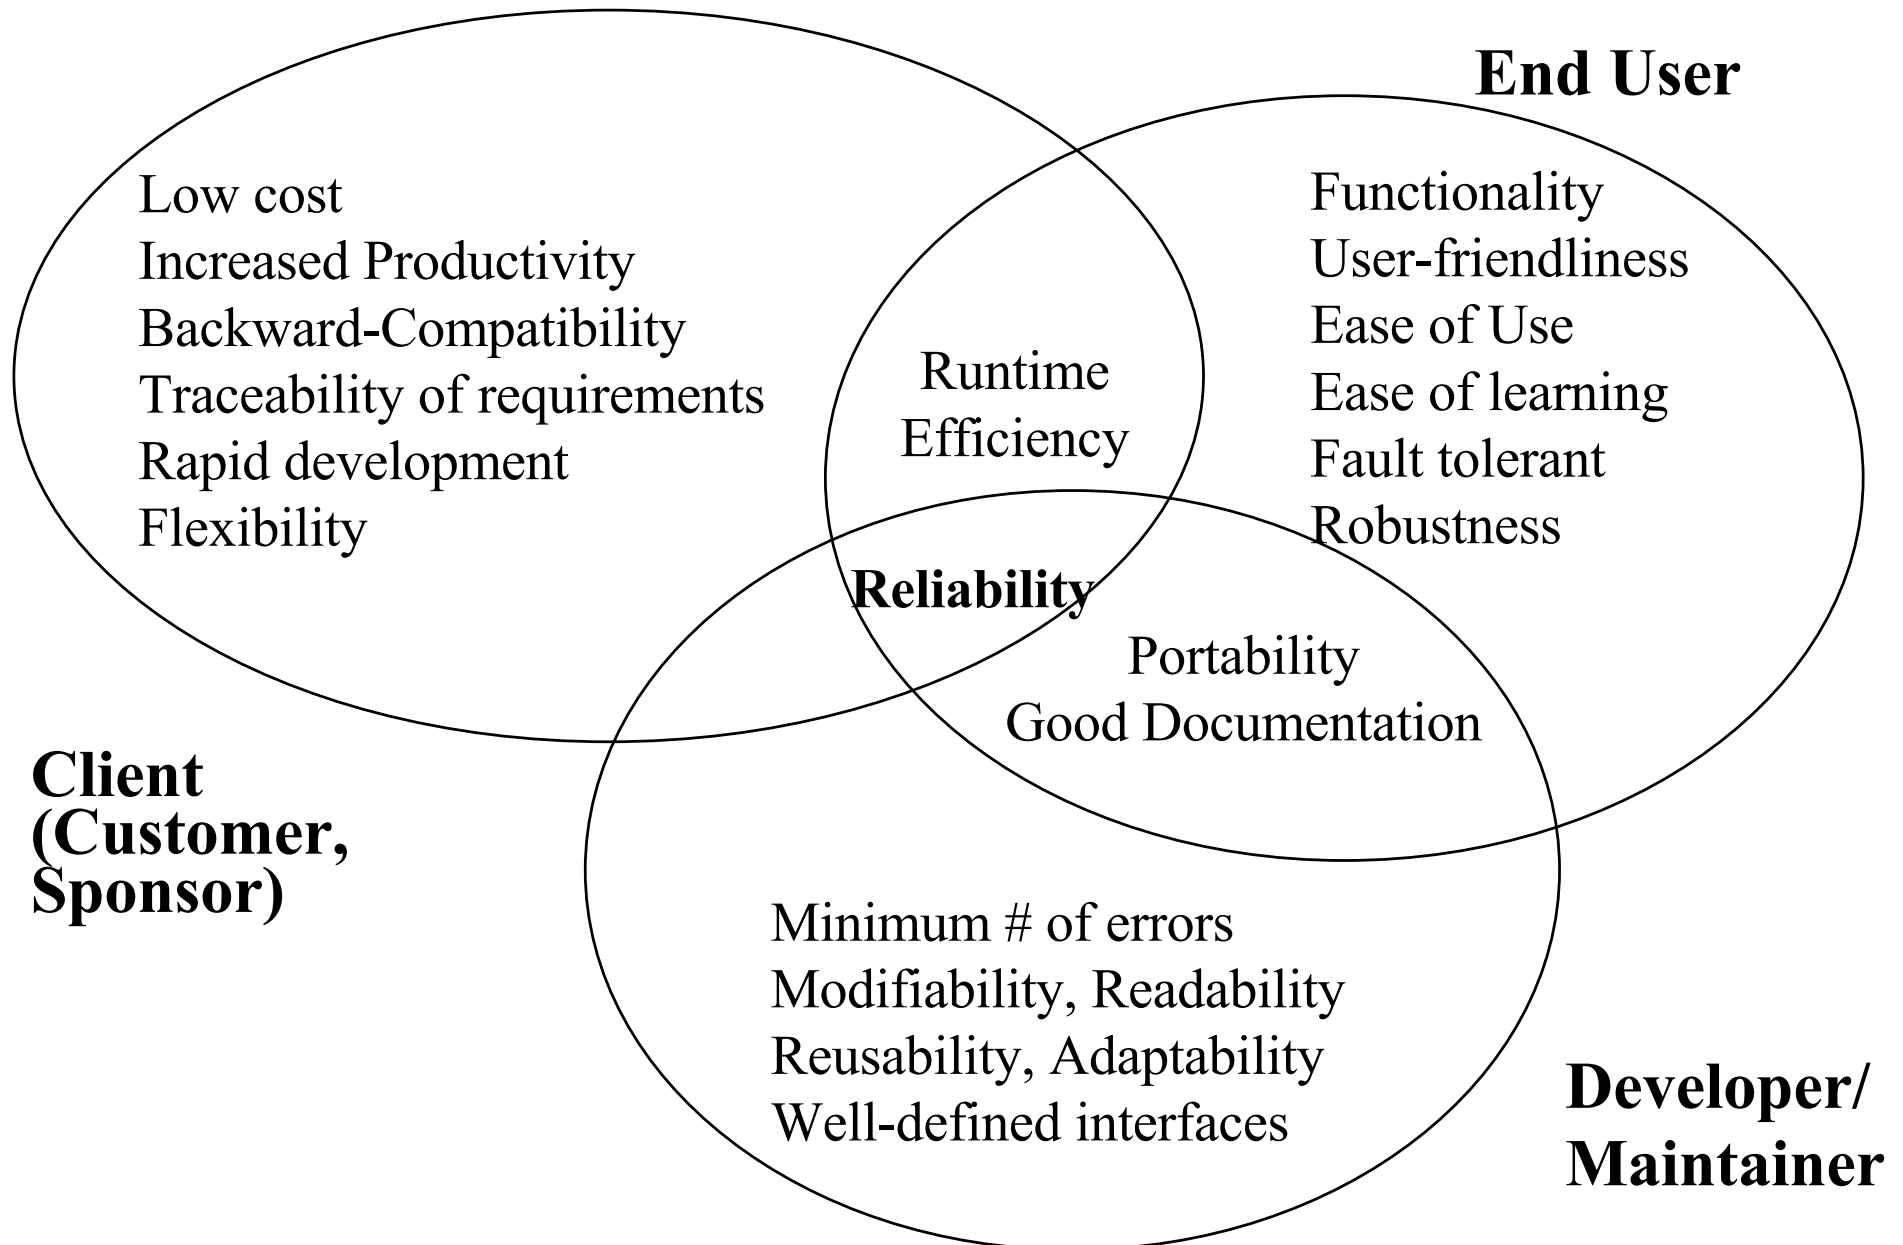 End User
Low cost
Increased Productivity
Backward-Compatibility
Traceability of requirements
Rapid development
Flexibility
Functionality
User-friendliness
Ease of Use
Ease of learning
Fault tolerant
Robustness
Runtime
Efficiency
Reliability
Portability
Good Documentation
Client
(Customer,
Sponsor)
Minimum # of errors
Modifiability, Readability
Reusability, Adaptability
Well-defined interfaces
Developer/
Maintainer